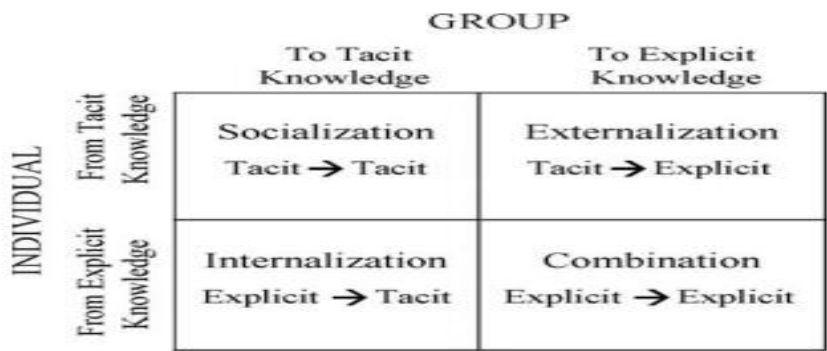 GROUP
To Tacit
Knowledge
To Explicit
Knowledge
INDIVIDUAL
From Tacit
Knowledge
Socialization
Tacit → Tacit
Externalization
Tacit → Explicit
From Explicit
Knowledge
Internalization
Explicit → Tacit
Combination
Explicit → Explicit